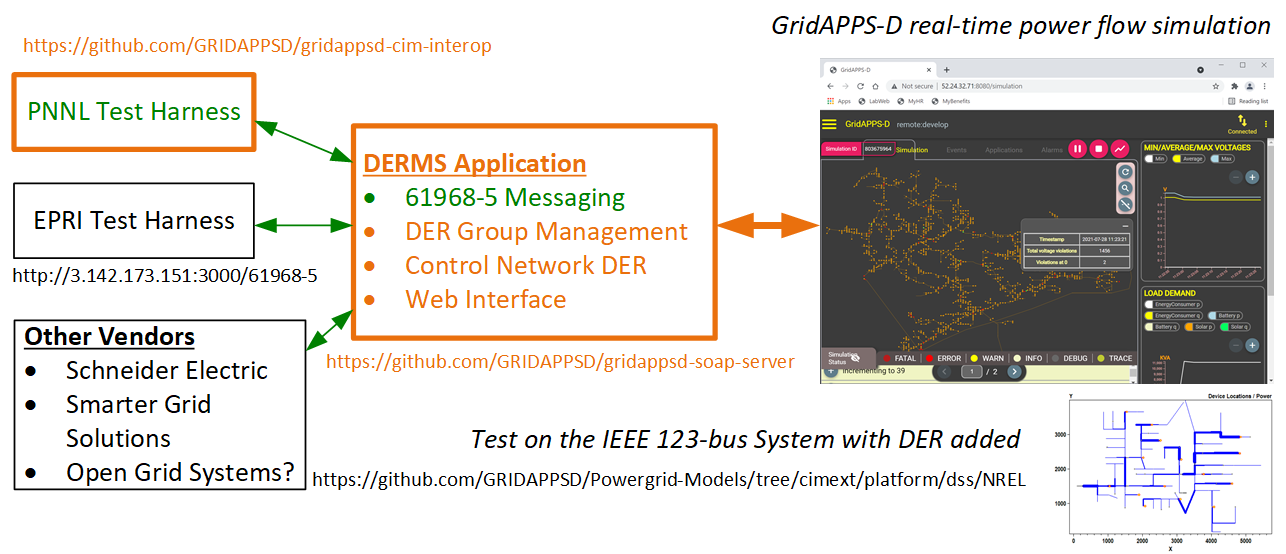 GridAPPS-D real-time power flow simulation
https://github.com/GRIDAPPSD/gridappsd-cim-interop
PNNL Test Harness
EPRI Test Harness
http://3.142.173.151:3000/61968-5
Other Vendors
• Schneider Electric
• Smarter Grid
Solutions
• Open Grid Systems?
DERMS Application
• 61968-5 Messaging
• DER Group Management
• Control Network DER
• Web Interface
https://github.com/GRIDAPPSD/gridappsd-soap-server
GridAPPS-D
Not secure | 52.24.32.71:8080/simulation
Apps LabWeb MyHR MyBenefits Reading list
GridAPPS-D remote:develop Connected
Simulation ID 803675964 Simulation Events Applications Alarms
Timestamp 2021-07-28 11:23:21
Total voltage violations 1456
Violations at 0 2
MIN/AVERAGE/MAX VOLTAGES
Min Average Max
V
LOAD DEMAND
EnergyConsumer p
EnergyConsumer q Battery p
Battery q Solar p Solar q
KVA
Simulation
Status
FATAL ERROR WARN INFO DEBUG TRACE
Incrementing to 39
1 / 2
Test on the IEEE 123-bus System with DER added
https://github.com/GRIDAPPSD/Powergrid-Models/tree/cimext/platform/dss/NREL
Y Device Locations / Power
3000
2000
1000
0 1000 2000 3000 4000 5000
X